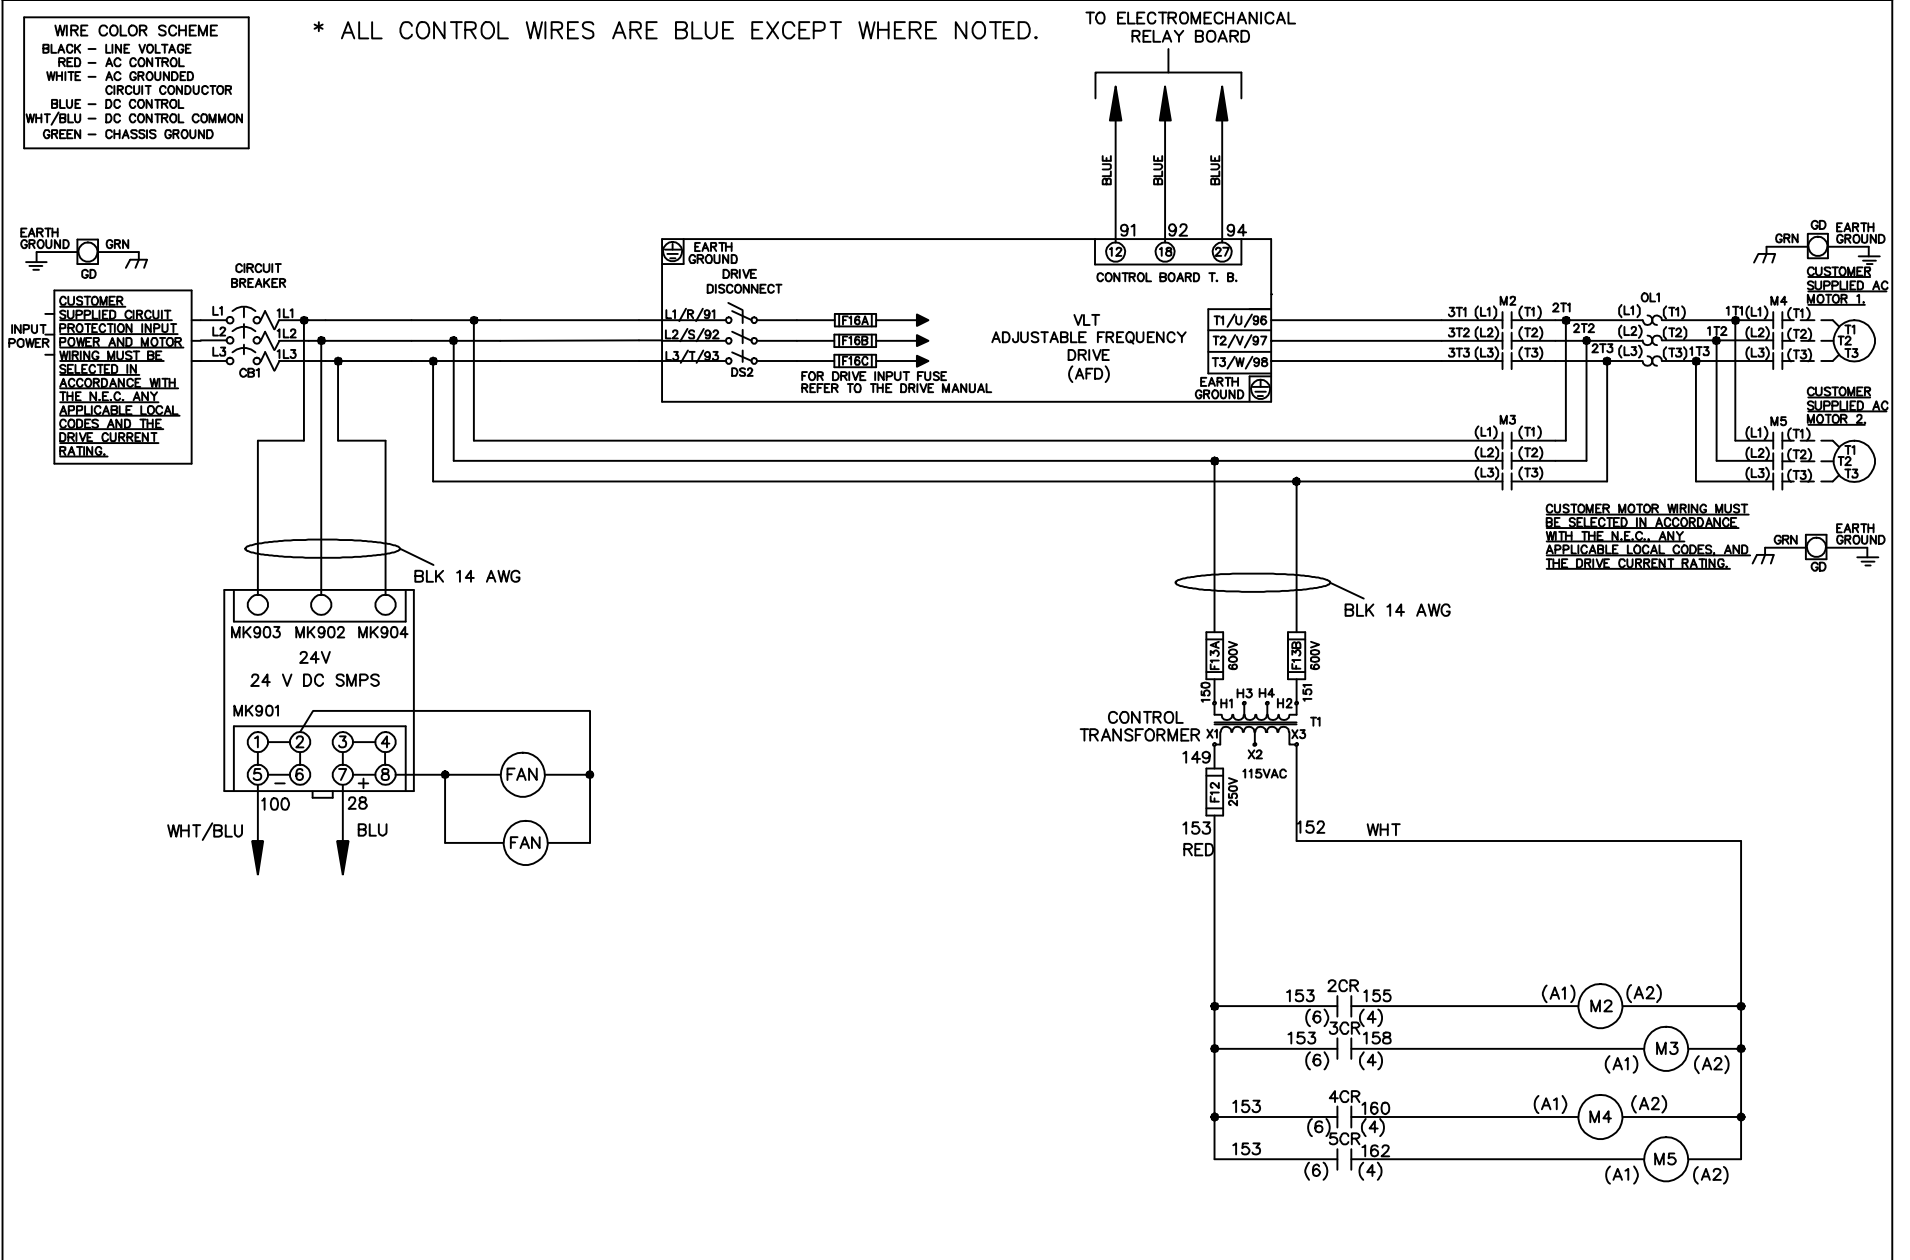 WIRE COLOR SCHEME
BLACK – LINE VOLTAGE
RED – AC CONTROL
WHITE – AC GROUNDED
CIRCUIT CONDUCTOR
BLUE – DC CONTROL
WHT/BLU – DC CONTROL COMMON
GREEN – CHASSIS GROUND
* ALL CONTROL WIRES ARE BLUE EXCEPT WHERE NOTED.
TO ELECTROMECHANICAL
RELAY BOARD
BLUE
BLUE
BLUE
91 92 94
12 18 27
CONTROL BOARD T. B.
EARTH
GROUND
GRN
GD
CIRCUIT
BREAKER
INPUT
POWER
CUSTOMER
SUPPLIED CIRCUIT
PROTECTION INPUT
POWER AND MOTOR
WIRING MUST BE
SELECTED IN
ACCORDANCE WITH
THE N.E.C. ANY
APPLICABLE LOCAL
CODES AND THE
DRIVE CURRENT
RATING.
L1 1L1
L2 1L2
L3 1L3
CB1
EARTH
GROUND
DRIVE
DISCONNECT
L1/R/91
L2/S/92
L3/T/93
DS2
F16A
F16B
F16C
FOR DRIVE INPUT FUSE
REFER TO THE DRIVE MANUAL
VLT
ADJUSTABLE FREQUENCY
DRIVE
(AFD)
T1/U/96
T2/V/97
T3/W/98
EARTH
GROUND
M2
3T1 (L1) (T1) 2T1
3T2 (L2) (T2) 2T2
3T3 (L3) (T3) 2T3
OL1
(L1) (T1) 1T1
(L2) (T2) 1T2
(L3) (T3) 1T3
M4
(L1) (T1)
(L2) (T2)
(L3) (T3)
T1
T2
T3
GD
GRN
EARTH
GROUND
CUSTOMER
SUPPLIED AC
MOTOR 1.
CUSTOMER
SUPPLIED AC
MOTOR 2.
M3
(L1) (T1)
(L2) (T2)
(L3) (T3)
M5
(L1) (T1)
(L2) (T2)
(L3) (T3)
T1
T2
T3
CUSTOMER MOTOR WIRING MUST
BE SELECTED IN ACCORDANCE
WITH THE N.E.C., ANY
APPLICABLE LOCAL CODES, AND
THE DRIVE CURRENT RATING.
GRN
GD
EARTH
GROUND
BLK 14 AWG
MK903 MK902 MK904
24V
24 V DC SMPS
MK901
1 2 3 4
5 – 6 7 + 8
100 28
WHT/BLU BLU
FAN
FAN
BLK 14 AWG
F13A
600V
F13B
600V
150
151
H1 H3 H4 H2
T1
CONTROL
TRANSFORMER
X1 X2 X3
149
115VAC
F12
250V
153
RED
152 WHT
2CR
153 155
(6) (4)
(A1) M2 (A2)
3CR
153 158
(6) (4)
(A1) M3 (A2)
4CR
153 160
(6) (4)
(A1) M4 (A2)
5CR
153 162
(6) (4)
(A1) M5 (A2)